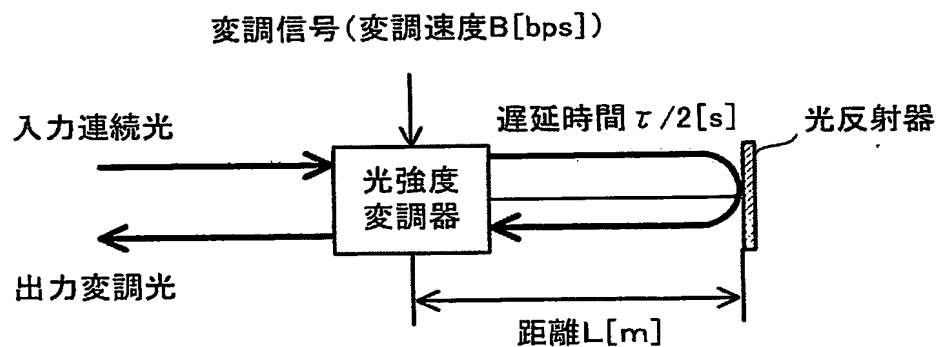 変調信号(変調速度B[bps])
入力連続光
遅延時間τ/2[s]
光反射器
光強度
変調器
出力変調光
距離L[m]